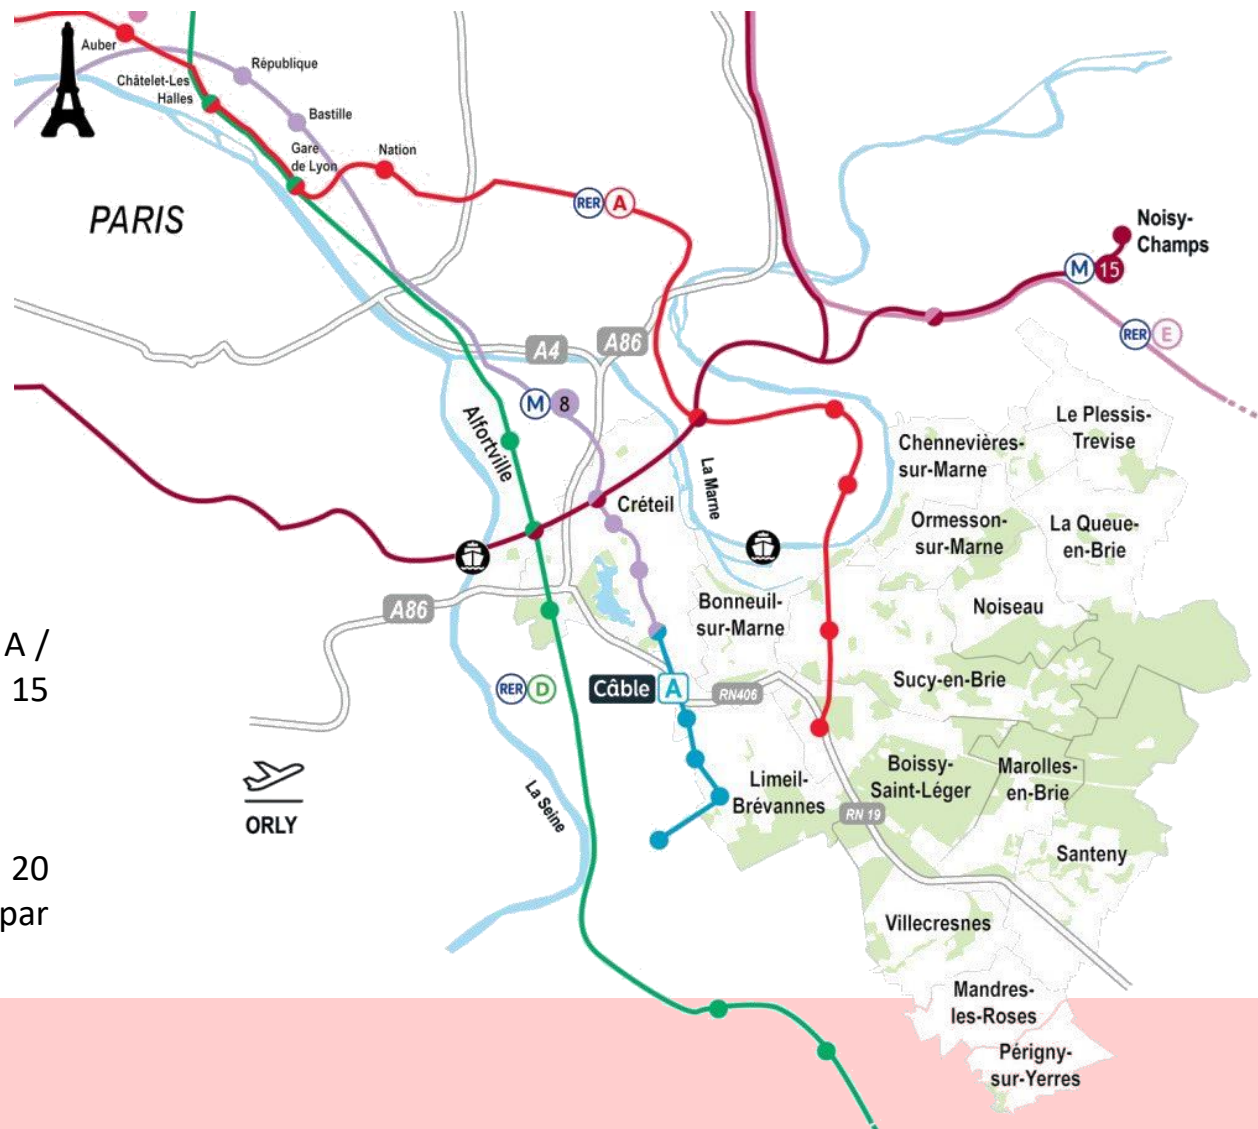 Auber
République
Châtelet-Les
Halles
Bastille
Gare
de Lyon
Nation
PARIS
RER A
Noisy-
Champs
M 15
RER E
A4
A86
M 8
Alfortville
La Marne
Le Plessis-
Trevise
Chennevières-
sur-Marne
Créteil
Ormesson-
sur-Marne
La Queue-
en-Brie
A86
Bonneuil-
sur-Marne
Noiseau
A /
15
RER D
Câble A
RN406
Sucy-en-Brie
La Seine
Limeil-
Brévannes
Boissy-
Saint-Léger
Marolles-
en-Brie
RN 19
ORLY
Santeny
20
par
Villecresnes
Mandres-
les-Roses
Périgny-
sur-Yerres